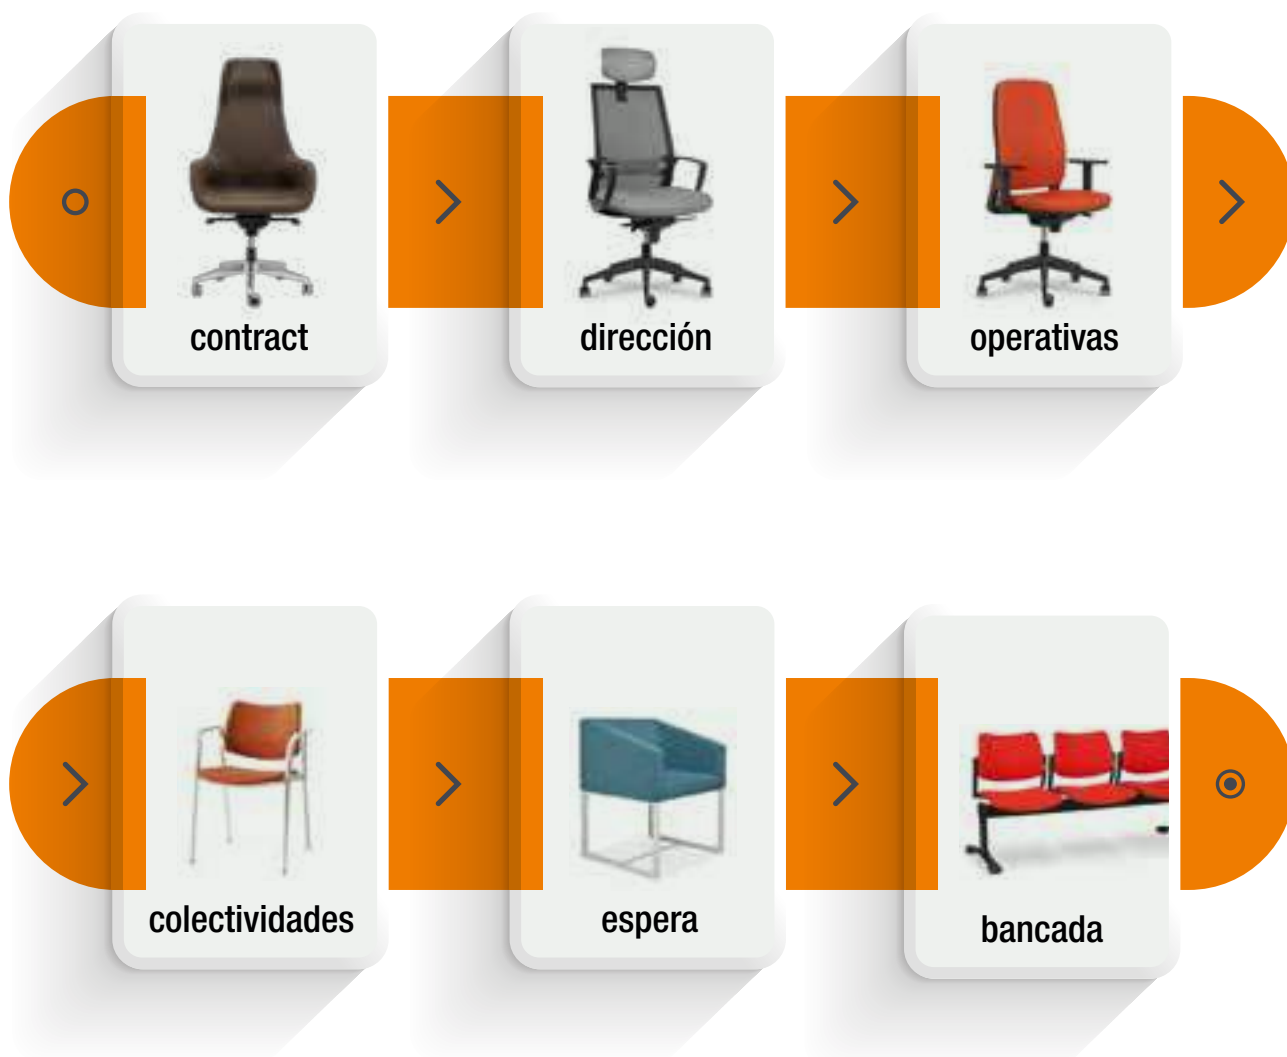 contract
dirección
operativas
colectividades
espera
bancada